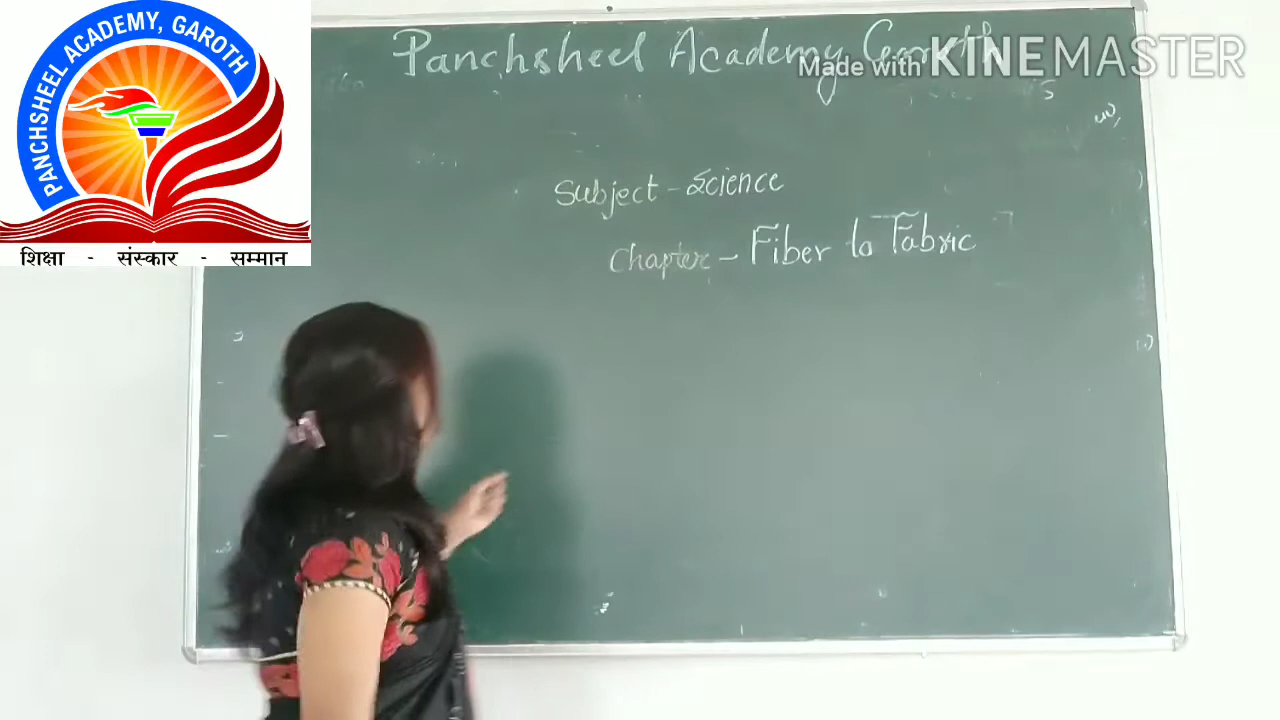 PANCHSHEEL ACADEMY, GAROTH
शिक्षा - संस्कार - सम्मान
Panchsheel Academy Garoth
Made with KINEMASTER
Subject - Science
Chapter - Fiber to Fabric